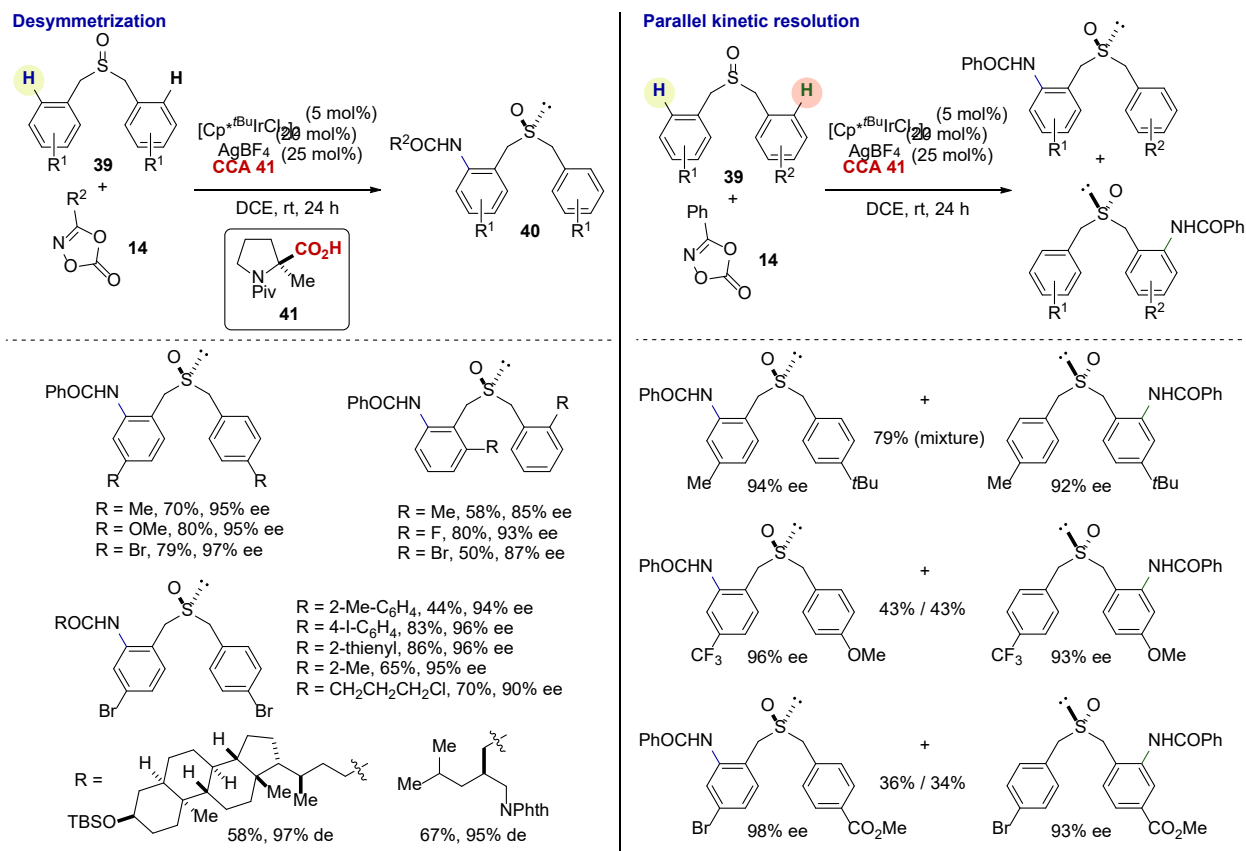 Desymmetrization
O
S
H
H
R1
R1
39
+
R2
N
O
O
O
14
[Cp*tBuIrCl2]2 (5 mol%)
AgBF4 (20 mol%)
CCA 41 (25 mol%)
DCE, rt, 24 h
CO2H
N
Me
Piv
41
O
S
R2OCHN
R1
R1
40
Parallel kinetic resolution
O
S
H
H
R1
R2
39
+
Ph
N
O
O
O
14
[Cp*tBuIrCl2]2 (5 mol%)
AgBF4 (20 mol%)
CCA 41 (25 mol%)
DCE, rt, 24 h
O
S
PhOCHN
R1
R2
+
O
S
NHCOPh
R1
R2
O
S
PhOCHN
R
R
R = Me, 70%, 95% ee
R = OMe, 80%, 95% ee
R = Br, 79%, 97% ee
O
S
PhOCHN
R
R
R = Me, 58%, 85% ee
R = F, 80%, 93% ee
R = Br, 50%, 87% ee
O
S
ROCHN
Br
Br
R = 2-Me-C6H4, 44%, 94% ee
R = 4-I-C6H4, 83%, 96% ee
R = 2-thienyl, 86%, 96% ee
R = 2-Me, 65%, 95% ee
R = CH2CH2CH2Cl, 70%, 90% ee
R =
H
H
H
H
Me
Me
Me
TBSO
58%, 97% de
Me
Me
NPhth
67%, 95% de
O
S
PhOCHN
Me
94% ee
tBu
+
79% (mixture)
O
S
NHCOPh
Me
92% ee
tBu
O
S
PhOCHN
CF3
96% ee
OMe
+
43% / 43%
O
S
NHCOPh
CF3
93% ee
OMe
O
S
PhOCHN
Br
98% ee
CO2Me
+
36% / 34%
O
S
NHCOPh
Br
93% ee
CO2Me